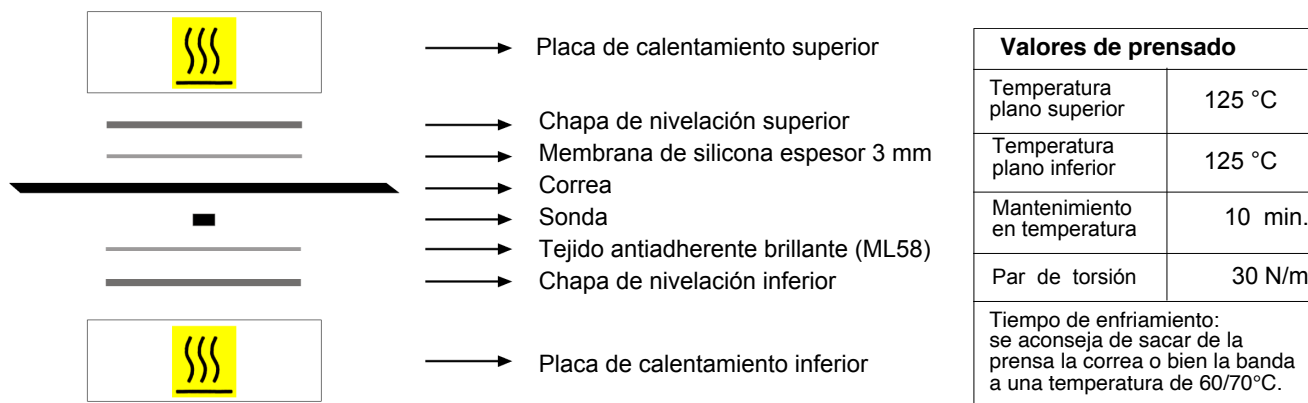 Placa de calentamiento superior
Chapa de nivelación superior
Membrana de silicona espesor 3 mm
Correa
Sonda
Tejido antiadherente brillante (ML58)
Chapa de nivelación inferior
Placa de calentamiento inferior
Valores de prensado
Temperatura
plano superior
125 °C
Temperatura
plano inferior
125 °C
Mantenimiento
en temperatura
10 min.
Par de torsión
30 N/m
Tiempo de enfriamiento:
se aconseja de sacar de la
prensa la correa o bien la banda
a una temperatura de 60/70°C.